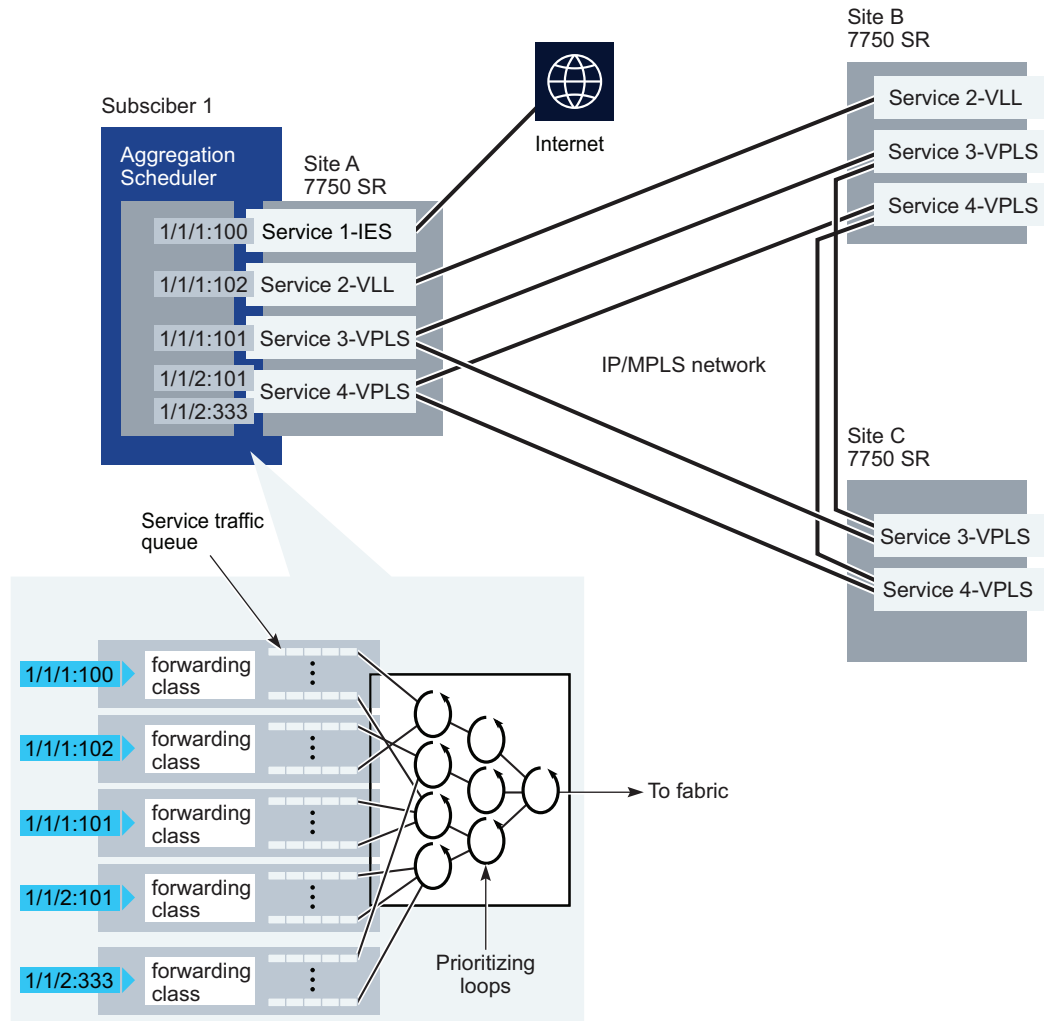 Site B
7750 SR
Service 2-VLL
Service 3-VPLS
Service 4-VPLS
Internet
Subsciber 1
Aggregation
Scheduler
Site A
7750 SR
1/1/1:100
Service 1-IES
1/1/1:102
Service 2-VLL
1/1/1:101
Service 3-VPLS
1/1/2:101
Service 4-VPLS
1/1/2:333
IP/MPLS network
Site C
7750 SR
Service 3-VPLS
Service 4-VPLS
Service traffic
queue
1/1/1:100
forwarding
class
1/1/1:102
forwarding
class
1/1/1:101
forwarding
class
1/1/2:101
forwarding
class
1/1/2:333
forwarding
class
To fabric
Prioritizing
loops